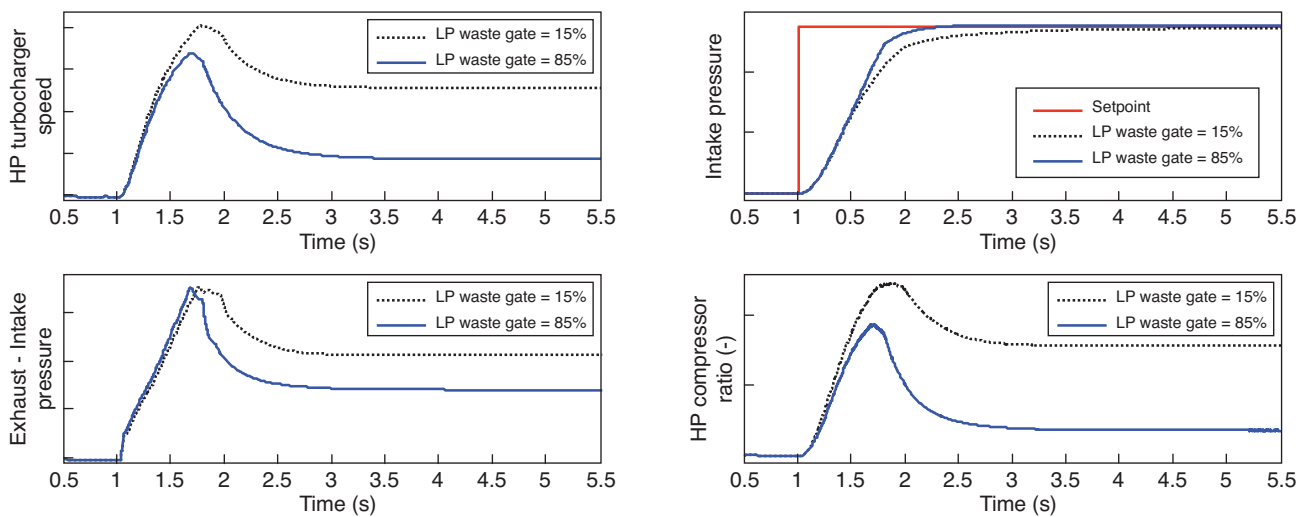 HP turbocharger
speed
LP waste gate = 15%
LP waste gate = 85%
0.5 1 1.5 2 2.5 3 3.5 4 4.5 5 5.5
Time (s)
Intake pressure
Setpoint
LP waste gate = 15%
LP waste gate = 85%
0.5 1 0.5 2 2.5 3 3.5 4 4.5 5 5.5
Time (s)
Exhaust - Intake
pressure
LP waste gate = 15%
LP waste gate = 85%
0.5 1 1.5 2 2.5 3 3.5 4 4.5 5 5.5
Time (s)
HP compressor
ratio (-)
LP waste gate = 15%
LP waste gate = 85%
0.5 1 1.5 2 2.5 3 3.5 4 4.5 5 5.5
Time (s)